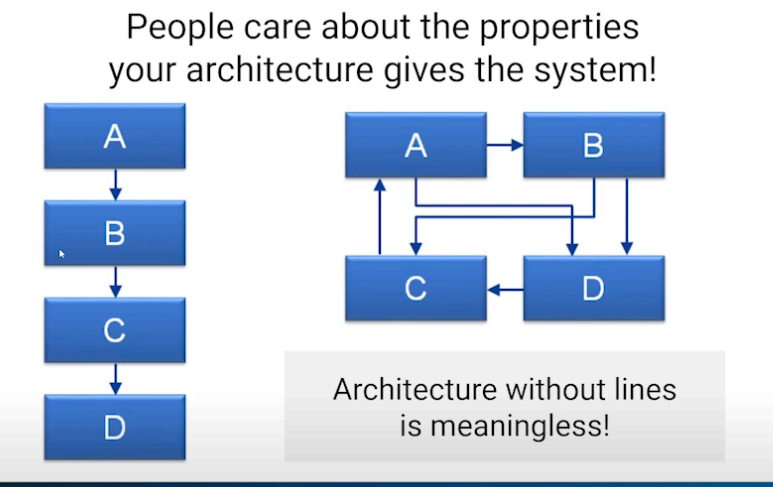 People care about the properties
your architecture gives the system!
A
B
C
D
A
B
C
D
Architecture without lines
is meaningless!